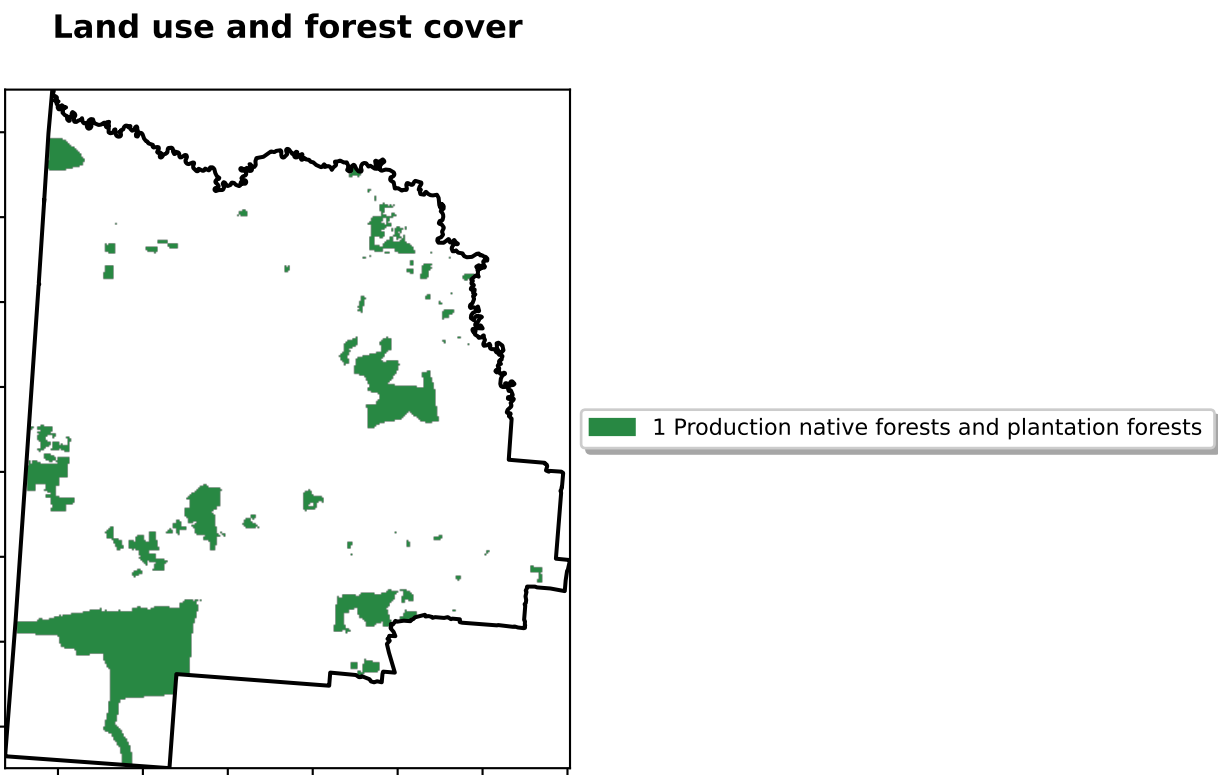 Land use and forest cover
1 Production native forests and plantation forests